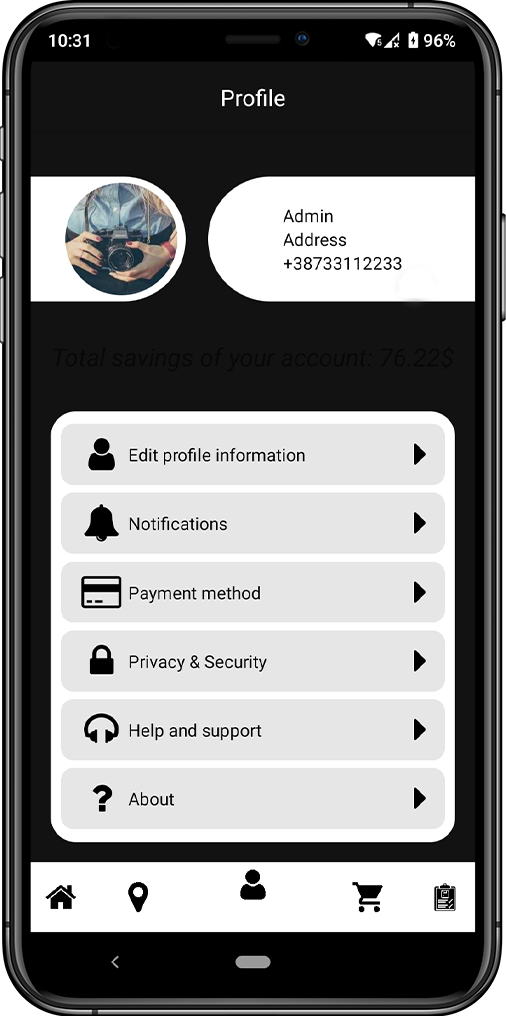 10:31
5
96%
Profile
Admin
Address
+38733112233
Total savings of your account: 76.22$
Edit profile information
Notifications
Payment method
Privacy & Security
Help and support
About